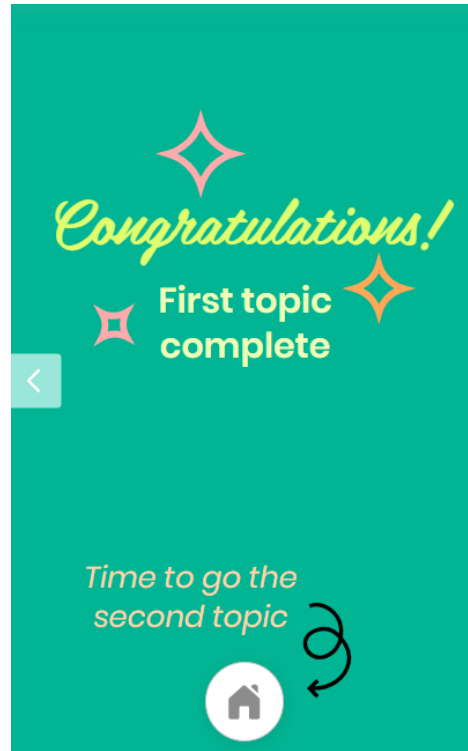 Congratulations!
First topic
complete
Time to go the
second topic